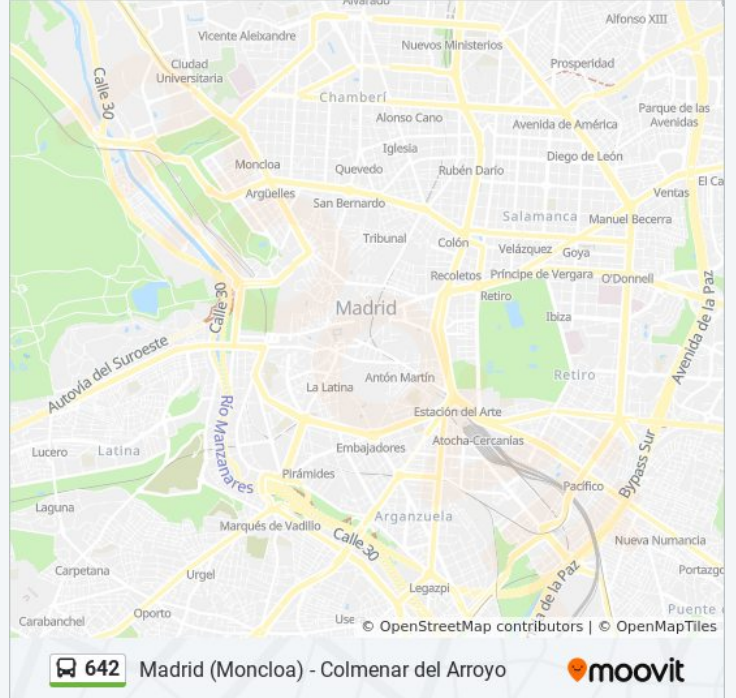 Alvarado
Alfonso XIII
Vicente Aleixandre
Nuevos Ministerios
Ciudad
Universitaria
Prosperidad
Calle 30
Chamberí
Parque de las
Avenidas
Alonso Cano
Avenida de América
Iglesia
Diego de León
Moncloa
Quevedo
Rubén Darío
El Ca
Argüelles
Ventas
San Bernardo
Salamanca
Manuel Becerra
Tribunal
Colón
Velázquez
Goya
Recoletos
Príncipe de Vergara
O'Donnell
Calle 30
Retiro
Madrid
Ibiza
Avenida de la Paz
Autovía del Suroeste
La Latina
Antón Martín
Retiro
Estación del Arte
Río Manzanares
Lucero
Latina
Embajadores
Atocha-Cercanías
Bypass Sur
Pirámides
Pacífico
Laguna
Marqués de Vadillo
Arganzuela
Calle 30
Nueva Numancia
Carpetana
Urgel
Legazpi
a de la Paz
Portazgo
Carabanchel
Oporto
Use
Puente
© OpenStreetMap contributors | © OpenMapTiles
642 Madrid (Moncloa) - Colmenar del Arroyo
moovit